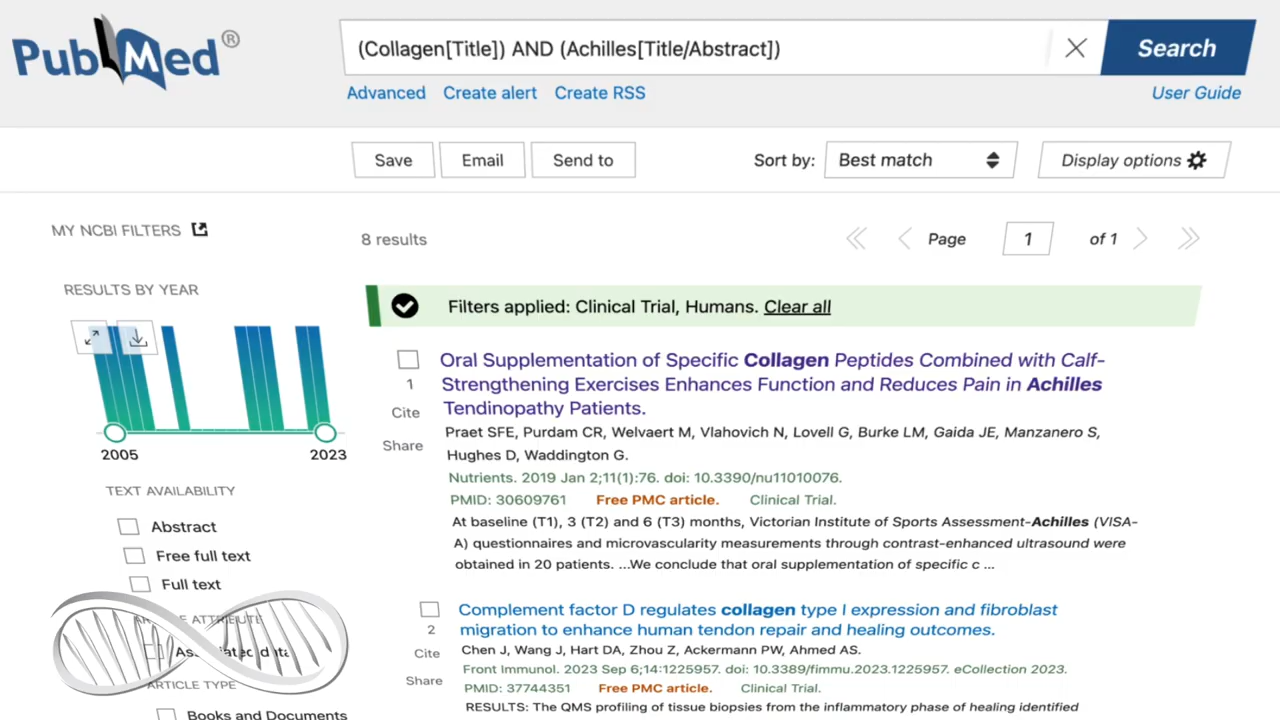 PubMed®
(Collagen[Title]) AND (Achilles[Title/Abstract])
Search
Advanced Create alert Create RSS
User Guide
Save Email Send to
Sort by: Best match
Display options
MY NCBI FILTERS
8 results
Page 1 of 1
RESULTS BY YEAR
2005 2023
TEXT AVAILABILITY
Abstract
Free full text
Full text
ARTICLE ATTRIBUTE
Associated data
ARTICLE TYPE
Books and Documents
Filters applied: Clinical Trial, Humans. Clear all
Oral Supplementation of Specific Collagen Peptides Combined with Calf-
1
Strengthening Exercises Enhances Function and Reduces Pain in Achilles
Cite
Tendinopathy Patients.
Share
Praet SFE, Purdam CR, Welvaert M, Vlahovich N, Lovell G, Burke LM, Gaida JE, Manzanero S,
Hughes D, Waddington G.
Nutrients. 2019 Jan 2;11(1):76. doi: 10.3390/nu11010076.
PMID: 30609761 Free PMC article. Clinical Trial.
At baseline (T1), 3 (T2) and 6 (T3) months, Victorian Institute of Sports Assessment-Achilles (VISA-
A) questionnaires and microvascularity measurements through contrast-enhanced ultrasound were
obtained in 20 patients. ...We conclude that oral supplementation of specific c ...
Complement factor D regulates collagen type I expression and fibroblast
2
migration to enhance human tendon repair and healing outcomes.
Cite
Chen J, Wang J, Hart DA, Zhou Z, Ackermann PW, Ahmed AS.
Share
Front Immunol. 2023 Sep 6;14:1225957. doi: 10.3389/fimmu.2023.1225957. eCollection 2023.
PMID: 37744351 Free PMC article. Clinical Trial.
RESULTS: The QMS profiling of tissue biopsies from the inflammatory phase of healing identified